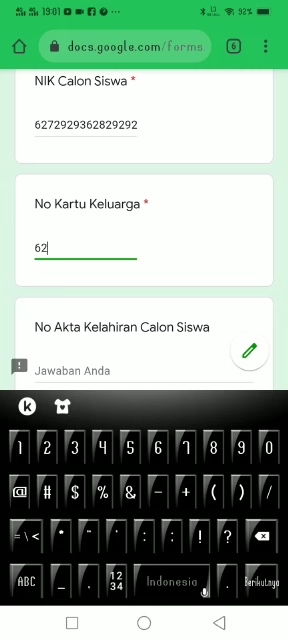 19:01
92%
docs.google.com/forms.
6
NIK Calon Siswa *
6272929362829292
No Kartu Keluarga *
62
No Akta Kelahiran Calon Siswa
Jawaban Anda
k
1 2 3 4 5 6 7 8 9 0
@ # $ % & - + ( ) /
= \ < * " ' : ; ! ?
ABC _ , 12 34 Indonesia . Berikutnya